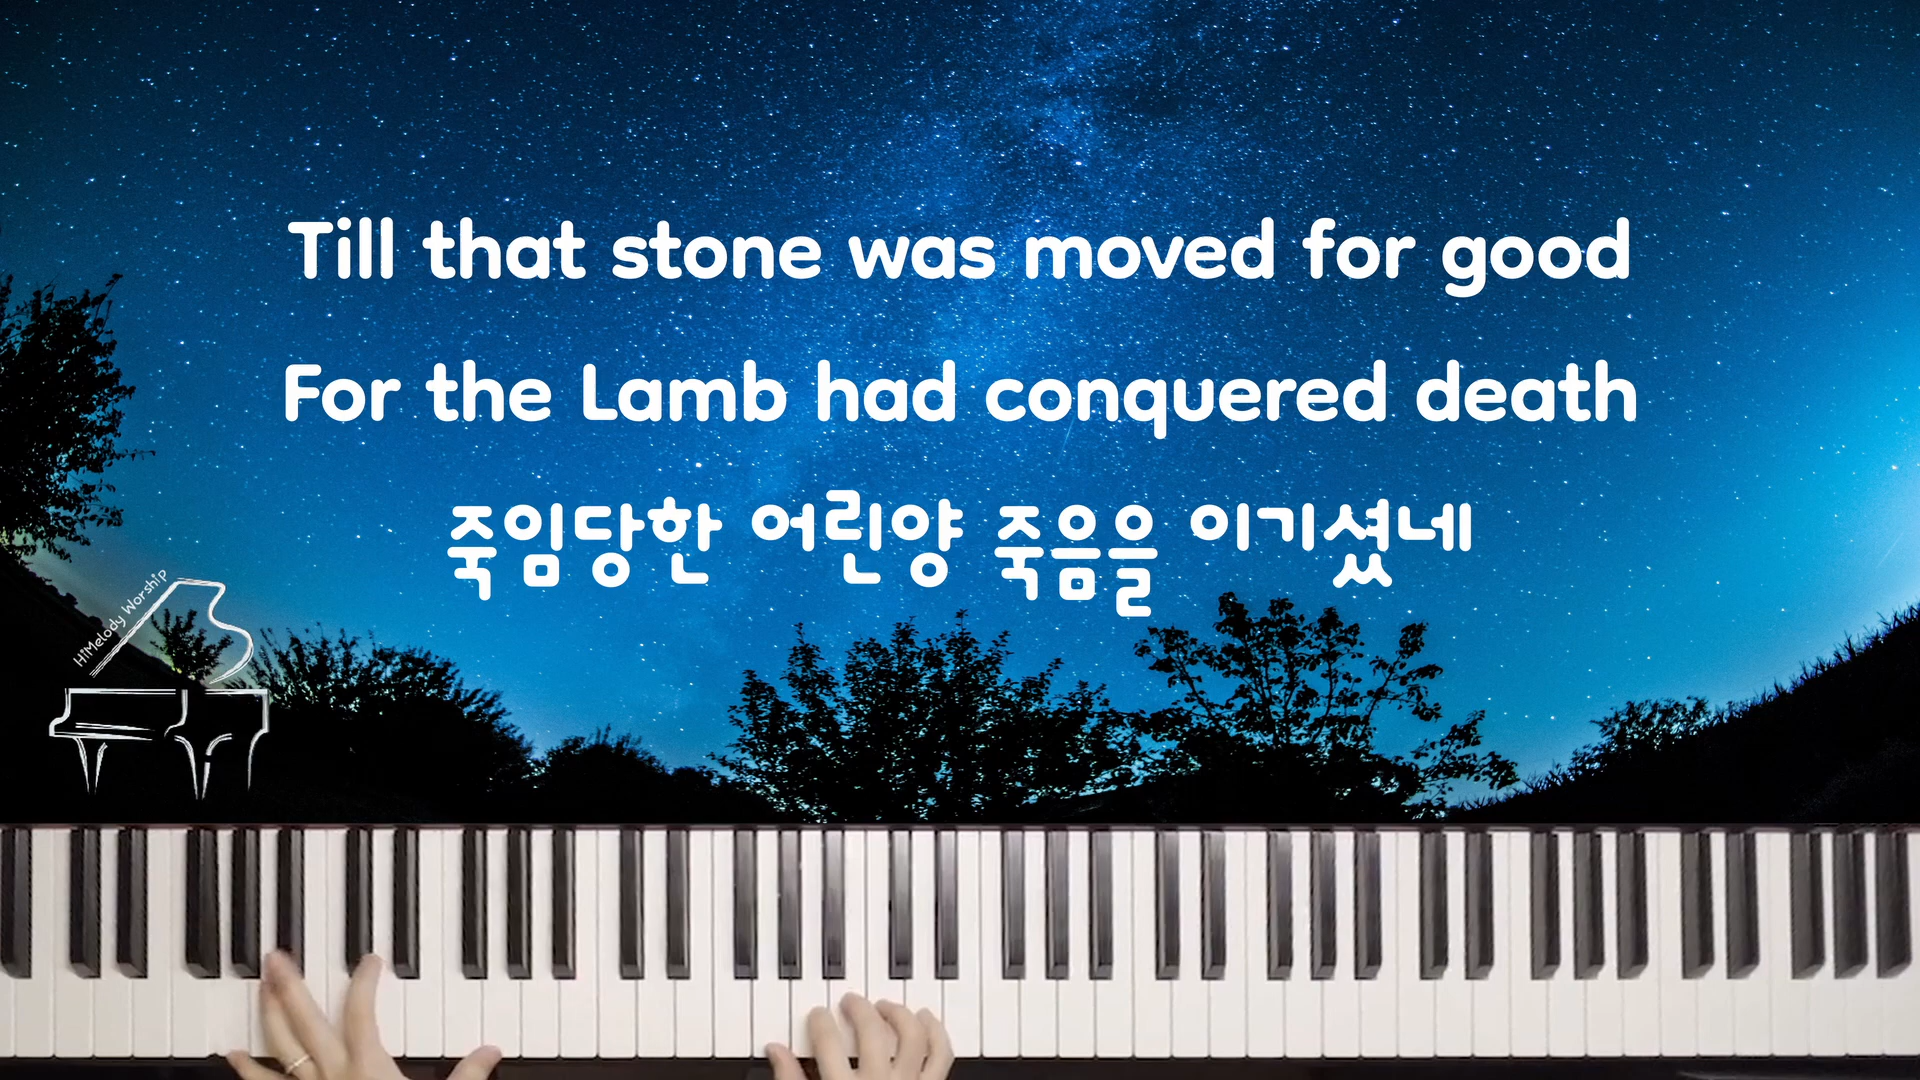 Till that stone was moved for good
For the Lamb had conquered death
죽임당한 어린양 죽음을 이기셨네
HiMelody Worship